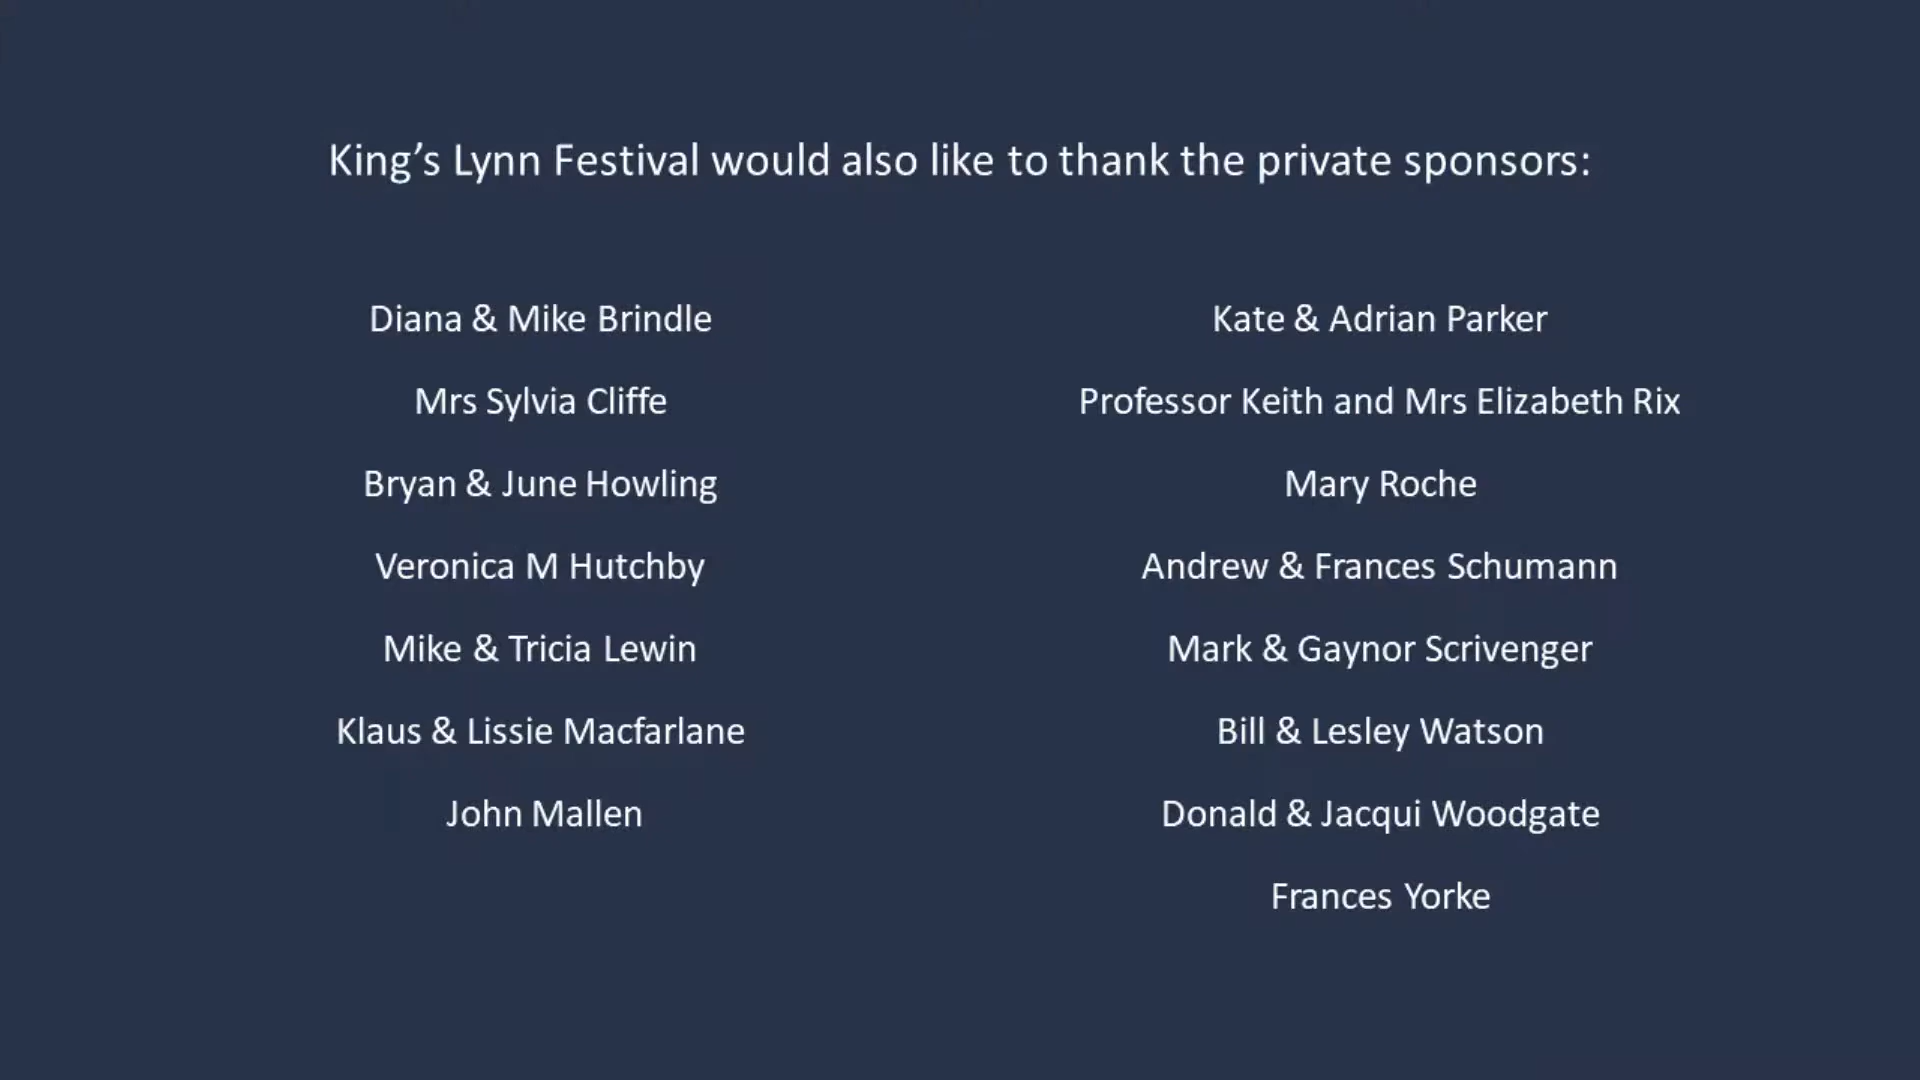 King’s Lynn Festival would also like to thank the private sponsors:
Diana & Mike Brindle
Mrs Sylvia Cliffe
Bryan & June Howling
Veronica M Hutchby
Mike & Tricia Lewin
Klaus & Lissie Macfarlane
John Mallen
Kate & Adrian Parker
Professor Keith and Mrs Elizabeth Rix
Mary Roche
Andrew & Frances Schumann
Mark & Gaynor Scrivenger
Bill & Lesley Watson
Donald & Jacqui Woodgate
Frances Yorke